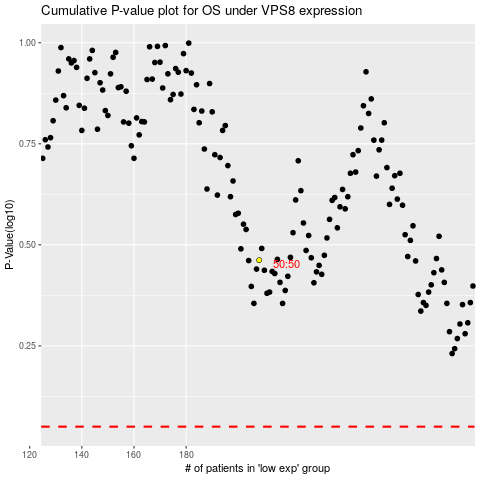 Cumulative P-value plot for OS under VPS8 expression
P-Value(log10)
1.00
0.75
0.50
0.25
50:50
120 140 160 180
# of patients in 'low exp' group